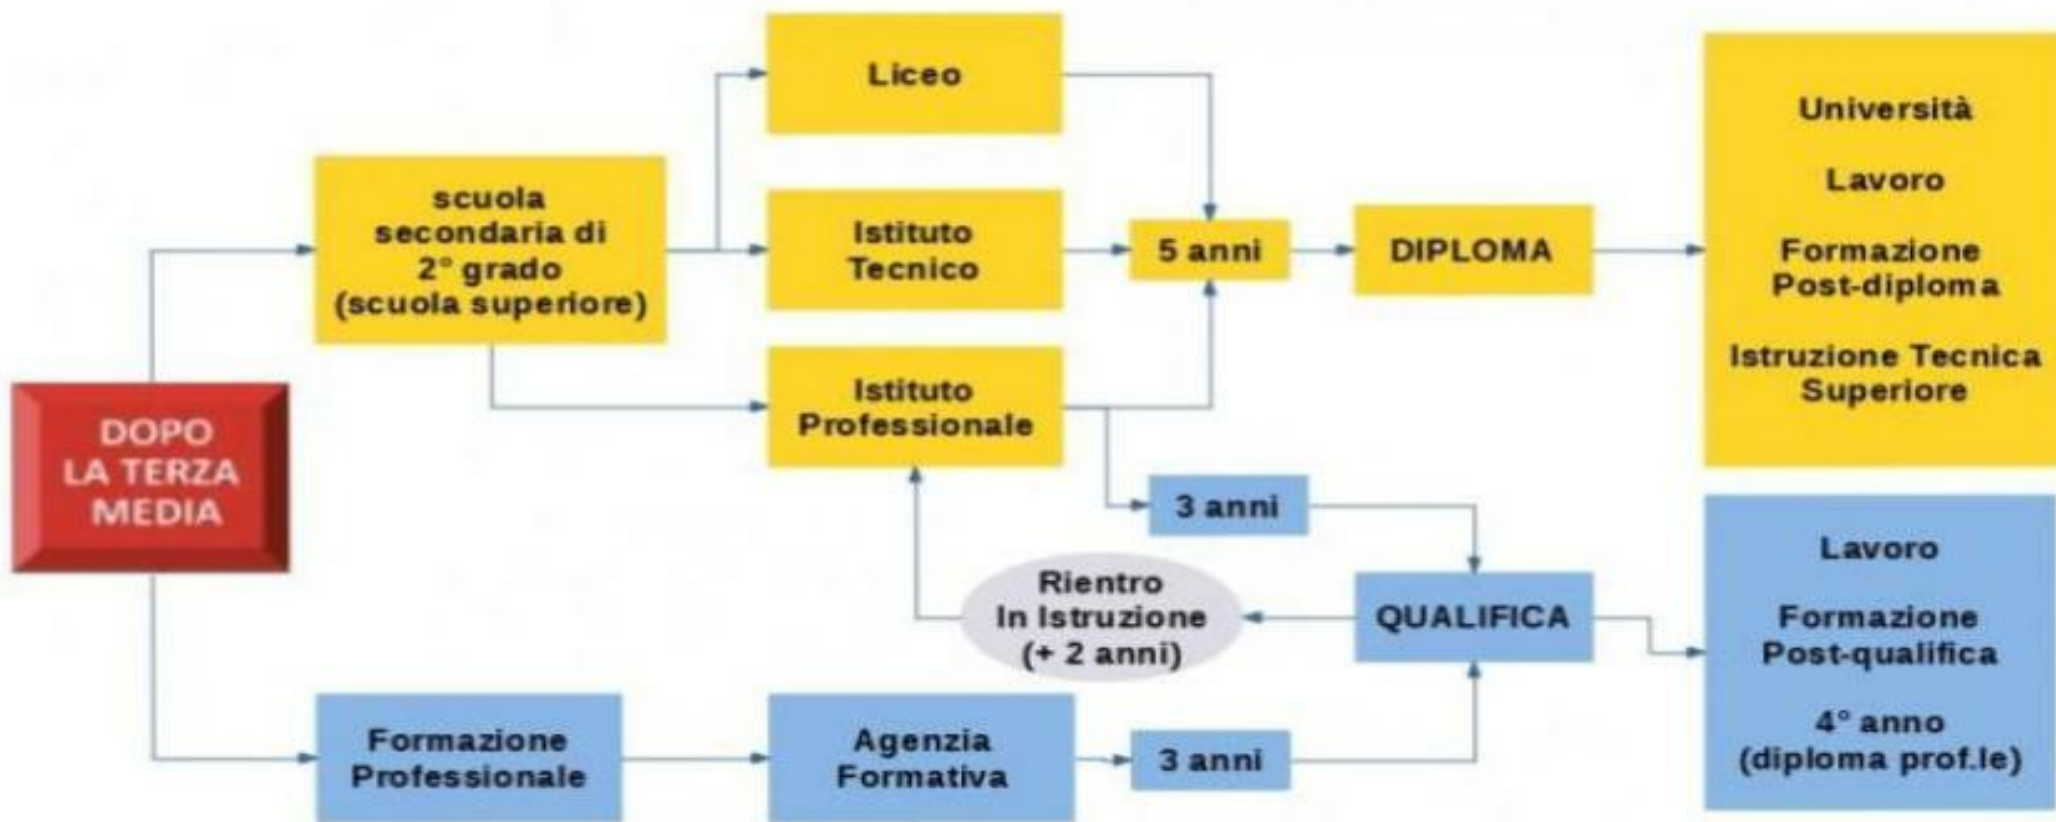 Liceo
Università
Lavoro
Formazione
Post-diploma
Istruzione Tecnica
Superiore
scuola
secondaria di
2° grado
(scuola superiore)
Istituto
Tecnico
5 anni
DIPLOMA
Istituto
Professionale
DOPO
LA TERZA
MEDIA
3 anni
Rientro
In Istruzione
(+ 2 anni)
QUALIFICA
Lavoro
Formazione
Post-qualifica
4° anno
(diploma prof.le)
Formazione
Professionale
Agenzia
Formativa
3 anni